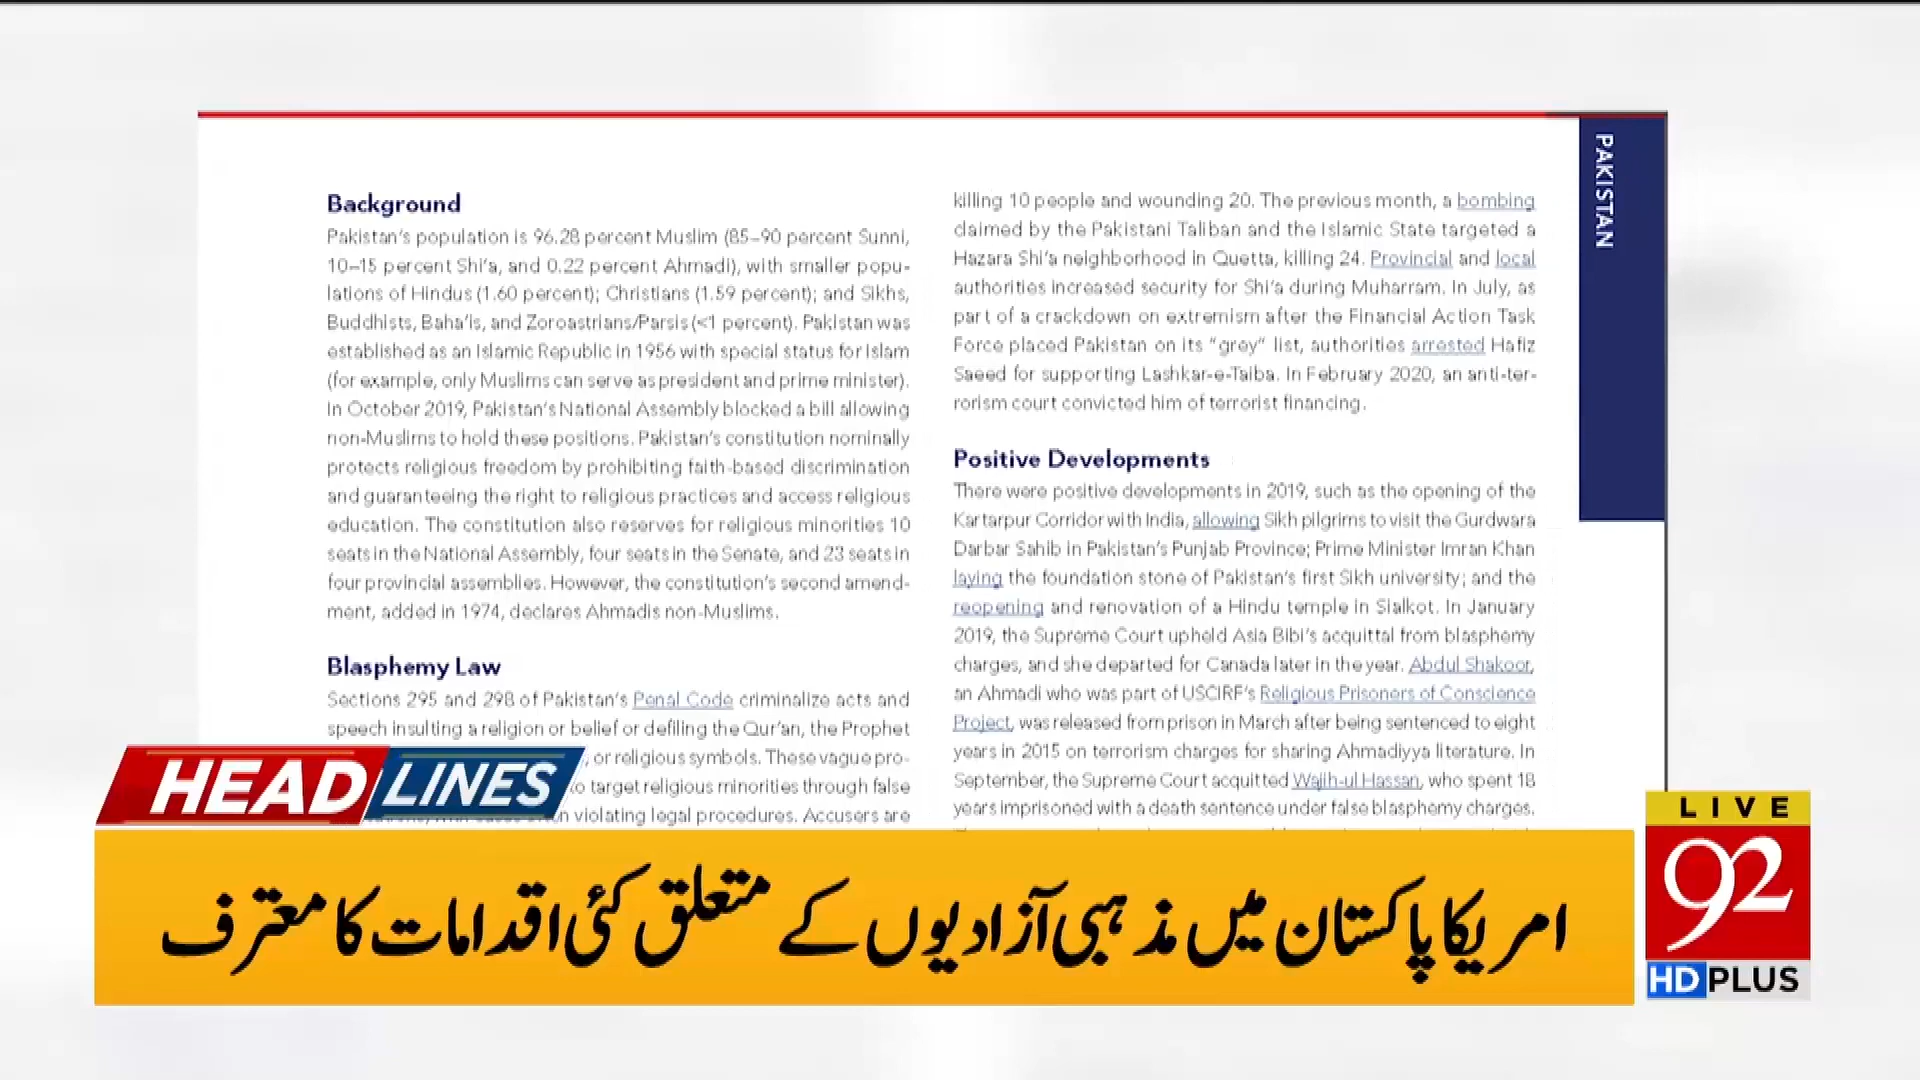 PAKISTAN
Background
Pakistan's population is 96.28 percent Muslim (85–90 percent Sunni,
10–15 percent Shi'a, and 0.22 percent Ahmadi), with smaller popu-
lations of Hindus (1.60 percent); Christians (1.59 percent); and Sikhs,
Buddhists, Baha'is, and Zoroastrians/Parsis (<1 percent). Pakistan was
established as an Islamic Republic in 1956 with special status for Islam
(for example, only Muslims can serve as president and prime minister).
In October 2019, Pakistan's National Assembly blocked a bill allowing
non-Muslims to hold these positions. Pakistan's constitution nominally
protects religious freedom by prohibiting faith-based discrimination
and guaranteeing the right to religious practices and access religious
education. The constitution also reserves for religious minorities 10
seats in the National Assembly, four seats in the Senate, and 23 seats in
four provincial assemblies. However, the constitution's second amend-
ment, added in 1974, declares Ahmadis non-Muslims.
Blasphemy Law
Sections 295 and 298 of Pakistan's Penal Code criminalize acts and
speech insulting a religion or belief or defiling the Qur'an, the Prophet
, or religious symbols. These vague pro-
to target religious minorities through false
violating legal procedures. Accusers are
killing 10 people and wounding 20. The previous month, a bombing
claimed by the Pakistani Taliban and the Islamic State targeted a
Hazara Shi'a neighborhood in Quetta, killing 24. Provincial and local
authorities increased security for Shi'a during Muharram. In July, as
part of a crackdown on extremism after the Financial Action Task
Force placed Pakistan on its "grey" list, authorities arrested Hafiz
Saeed for supporting Lashkar-e-Taiba. In February 2020, an anti-ter-
rorism court convicted him of terrorist financing.
Positive Developments
There were positive developments in 2019, such as the opening of the
Kartarpur Corridor with India, allowing Sikh pilgrims to visit the Gurdwara
Darbar Sahib in Pakistan's Punjab Province; Prime Minister Imran Khan
laying the foundation stone of Pakistan's first Sikh university; and the
reopening and renovation of a Hindu temple in Sialkot. In January
2019, the Supreme Court upheld Asia Bibi's acquittal from blasphemy
charges, and she departed for Canada later in the year. Abdul Shakoor,
an Ahmadi who was part of USCIRF's Religious Prisoners of Conscience
Project, was released from prison in March after being sentenced to eight
years in 2015 on terrorism charges for sharing Ahmadiyya literature. In
September, the Supreme Court acquitted Wajih-ul Hassan, who spent 18
years imprisoned with a death sentence under false blasphemy charges.
HEADLINES
امریکا پاکستان میں مذہبی آزادیوں کے متعلق کئی اقدامات کا معترف
LIVE
92
HD PLUS